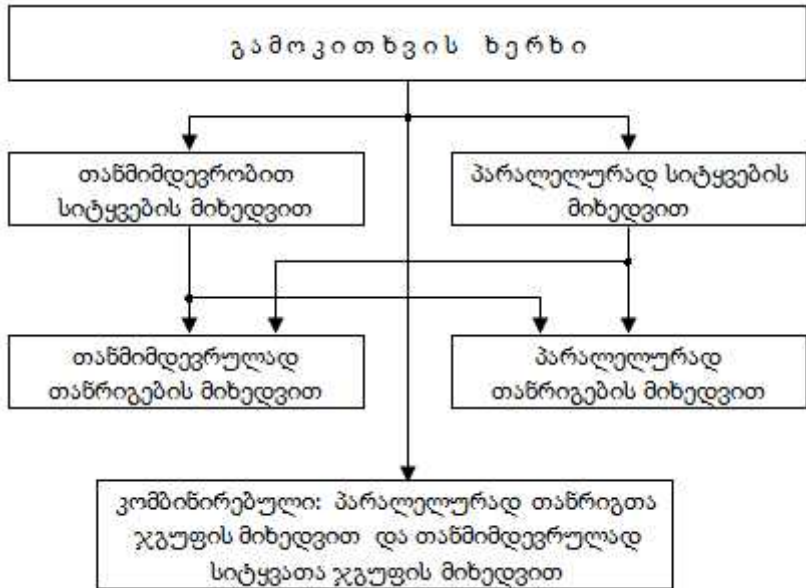 გ ა მ ო კ ი თ ხ ვ ი ს ხ ე რ ხ ი
თანმიმდევრობით
სიტყვების მიხედვით
პარალელურად სიტყვების
მიხედვით
თანმიმდევრულად
თანრიგების მიხედვით
პარალელურად
თანრიგების მიხედვით
კომბინირებული: პარალელურად თანრიგთა
ჯგუფის მიხედვით და თანმიმდევრულად
სიტყვათა ჯგუფის მიხედვით